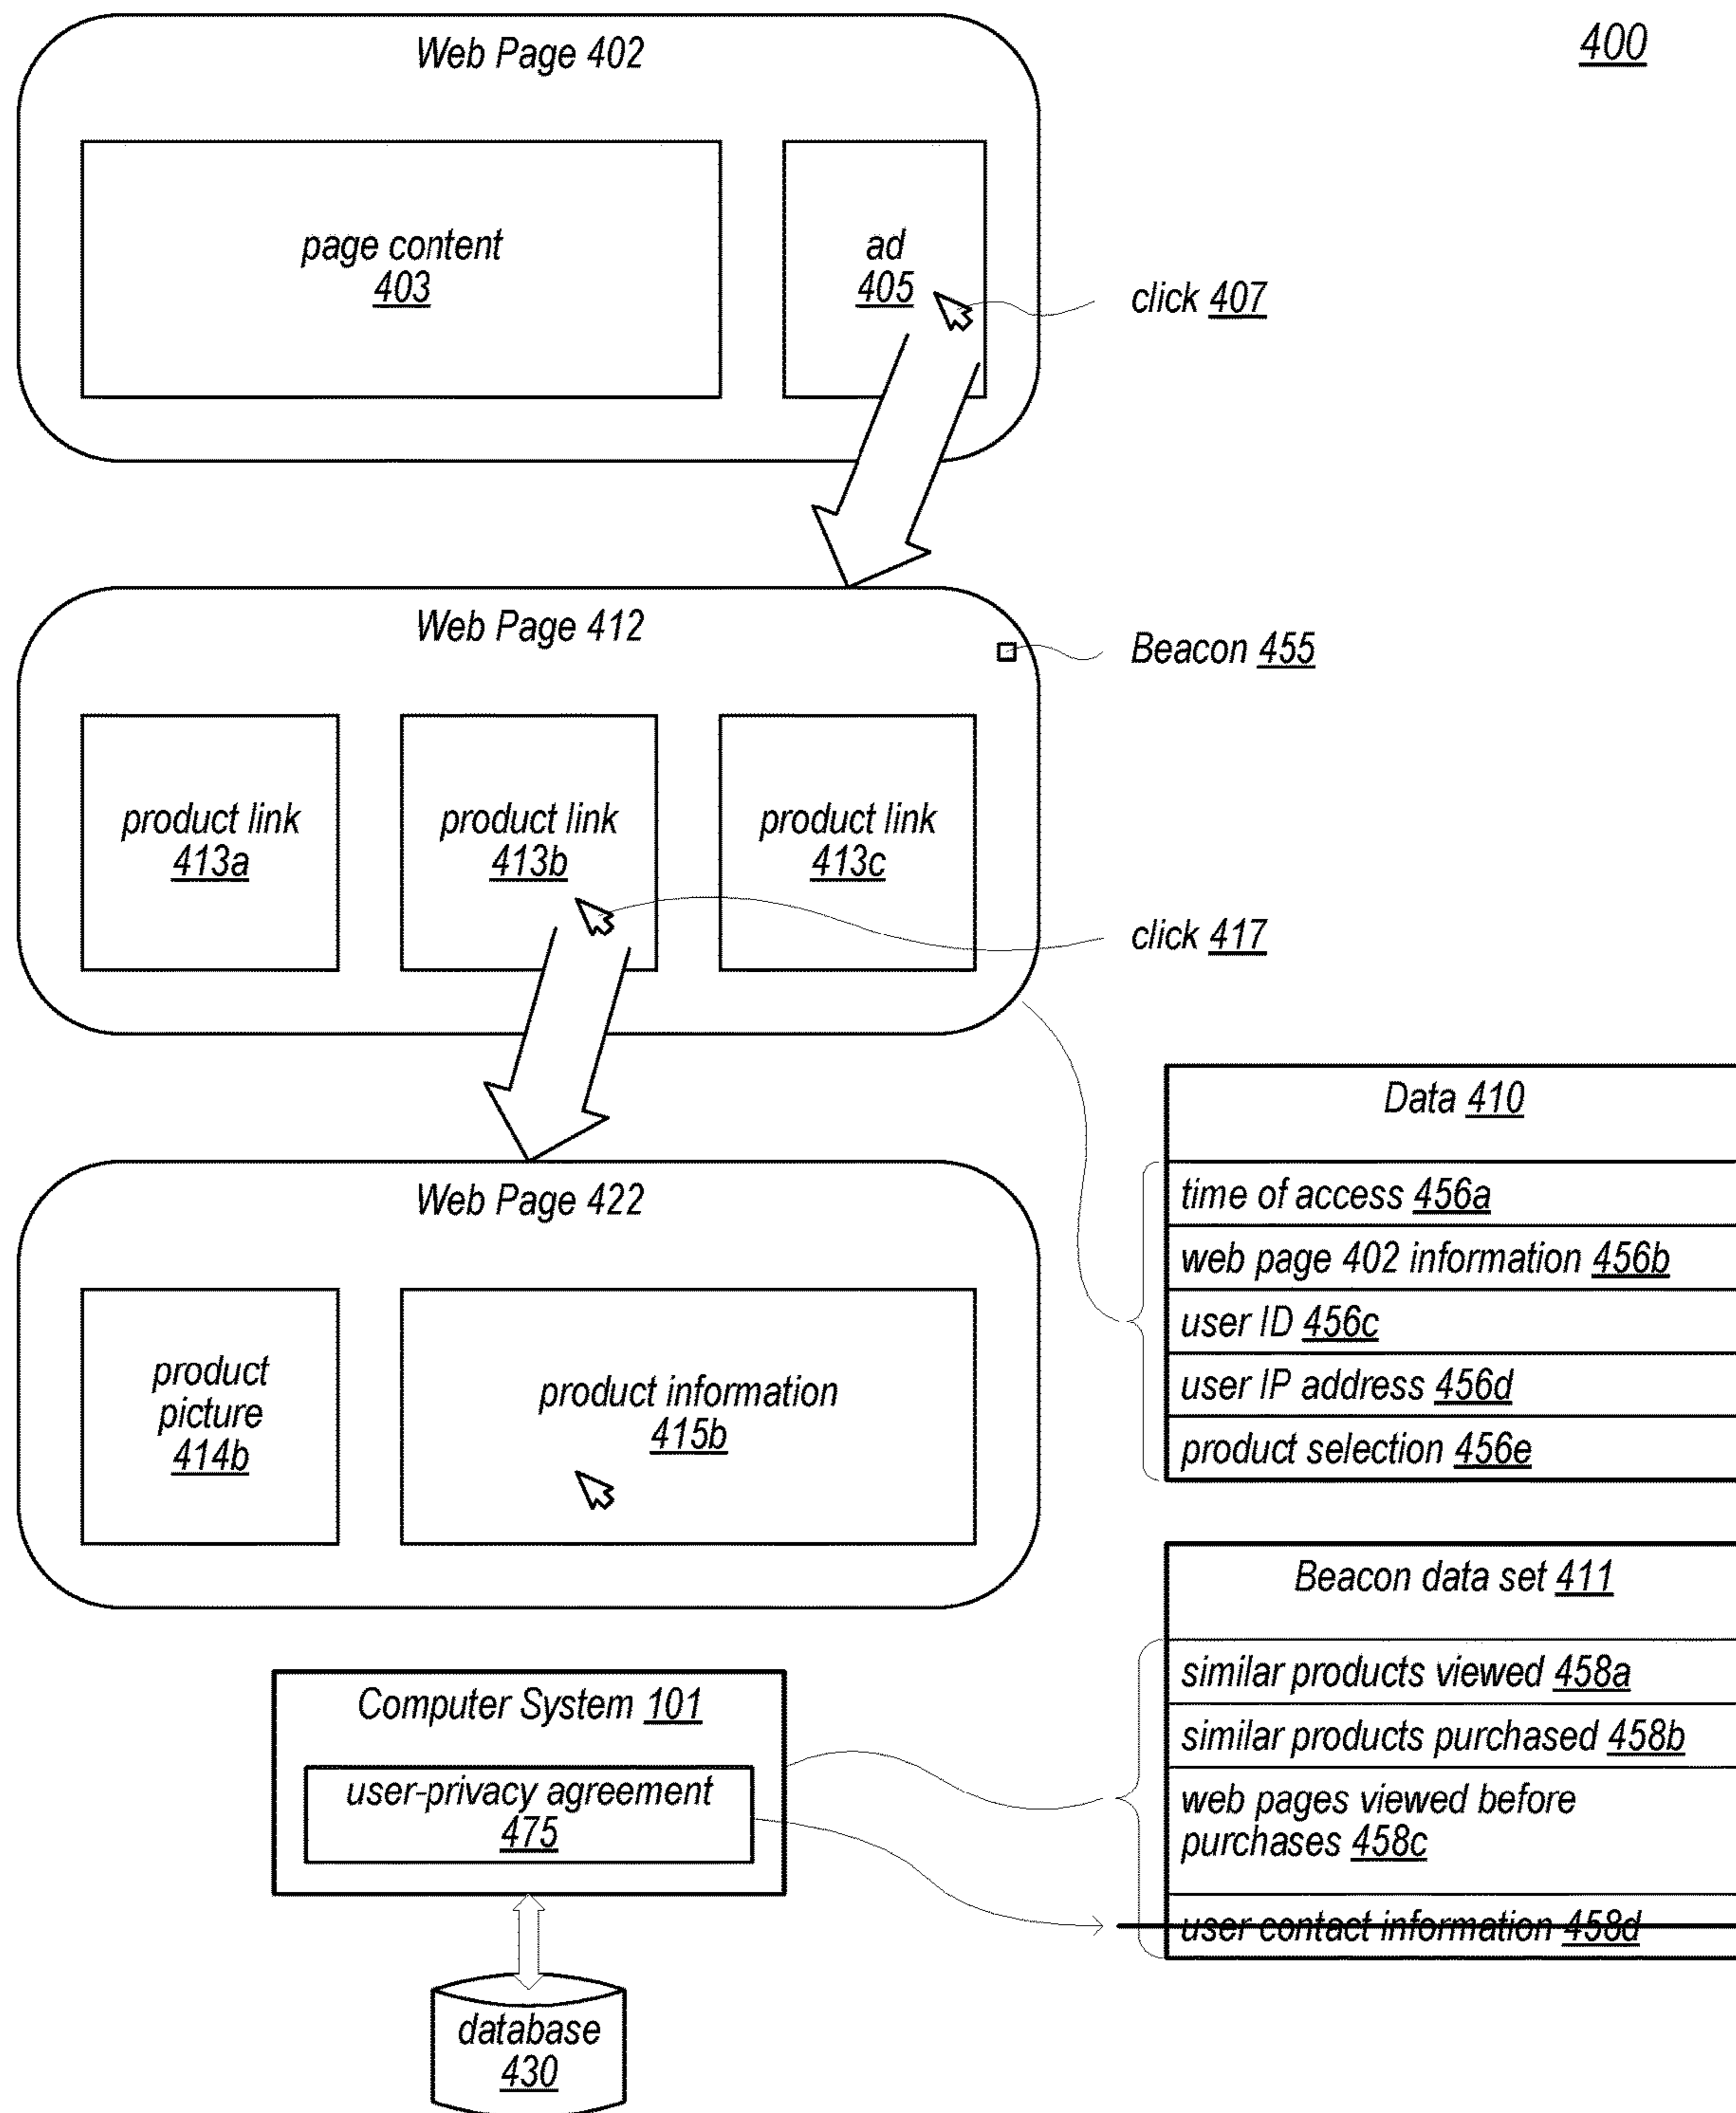 400
Web Page 402
page content
403
ad
405
click 407
Web Page 412
Beacon 455
product link
413a
product link
413b
product link
413c
click 417
Web Page 422
product
picture
414b
product information
415b
Data 410
time of access 456a
web page 402 information 456b
user ID 456c
user IP address 456d
product selection 456e
Computer System 101
user-privacy agreement
475
database
430
Beacon data set 411
similar products viewed 458a
similar products purchased 458b
web pages viewed before
purchases 458c
user contact information 458d